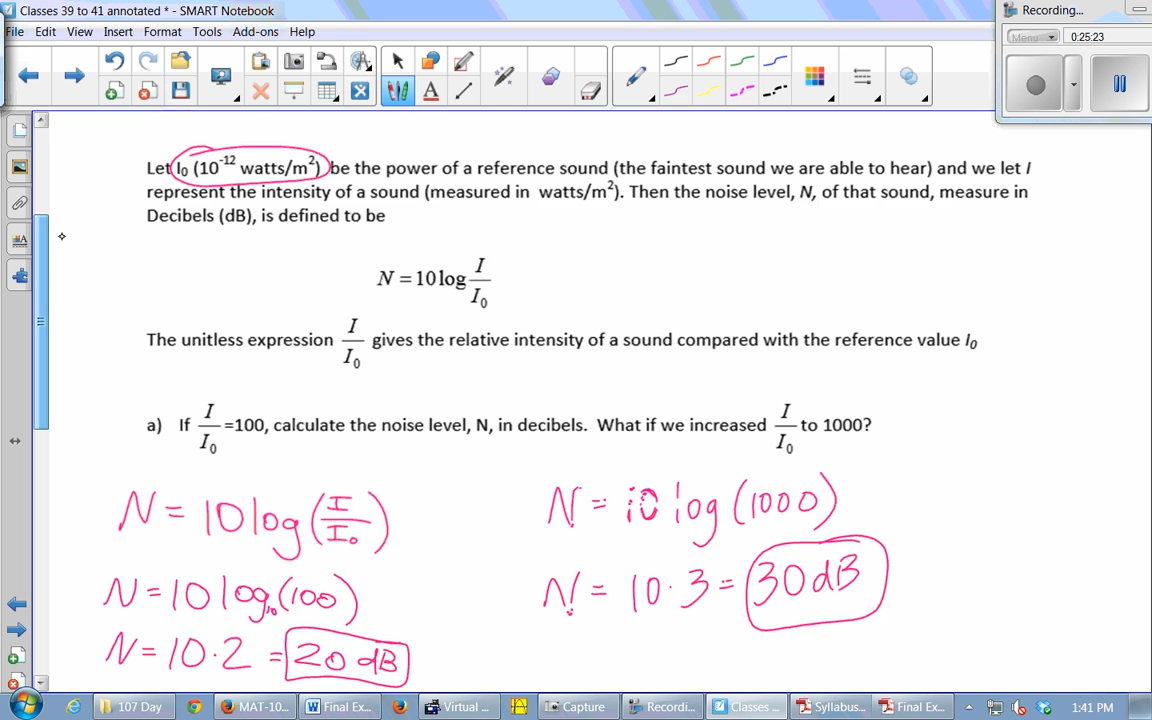 Classes 39 to 41 annotated * - SMART Notebook
Recording...
File Edit View Insert Format Tools Add-ons Help
Menu
0:25:23
Let I₀ (10⁻¹² watts/m²) be the power of a reference sound (the faintest sound we are able to hear) and we let I
represent the intensity of a sound (measured in watts/m²). Then the noise level, N, of that sound, measure in
Decibels (dB), is defined to be
N = 10 log I/I₀
The unitless expression I/I₀ gives the relative intensity of a sound compared with the reference value I₀
a) If I/I₀ =100, calculate the noise level, N, in decibels. What if we increased I/I₀ to 1000?
N = 10 log (I/I₀)
N = 10 log₁₀ (100)
N = 10 · 2 = 20 dB
N = 10 log (1000)
N = 10 · 3 = 30 dB
107 Day
MAT-10...
Final Ex...
Virtual ...
Capture
Recordi...
Classes ...
Syllabus...
Final Ex...
1:41 PM